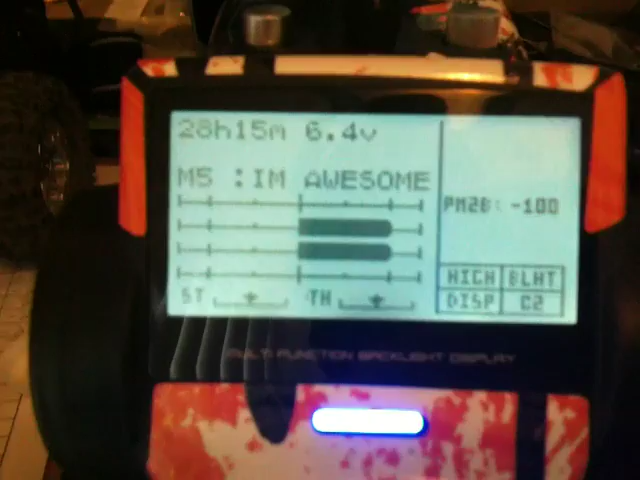 28h15m 6.4v
M5 :IM AWESOME
PM28: -100
HIGH BLHT
DISP C2
ST TH
MULTI-FUNCTION BACKLIGHT DISPLAY